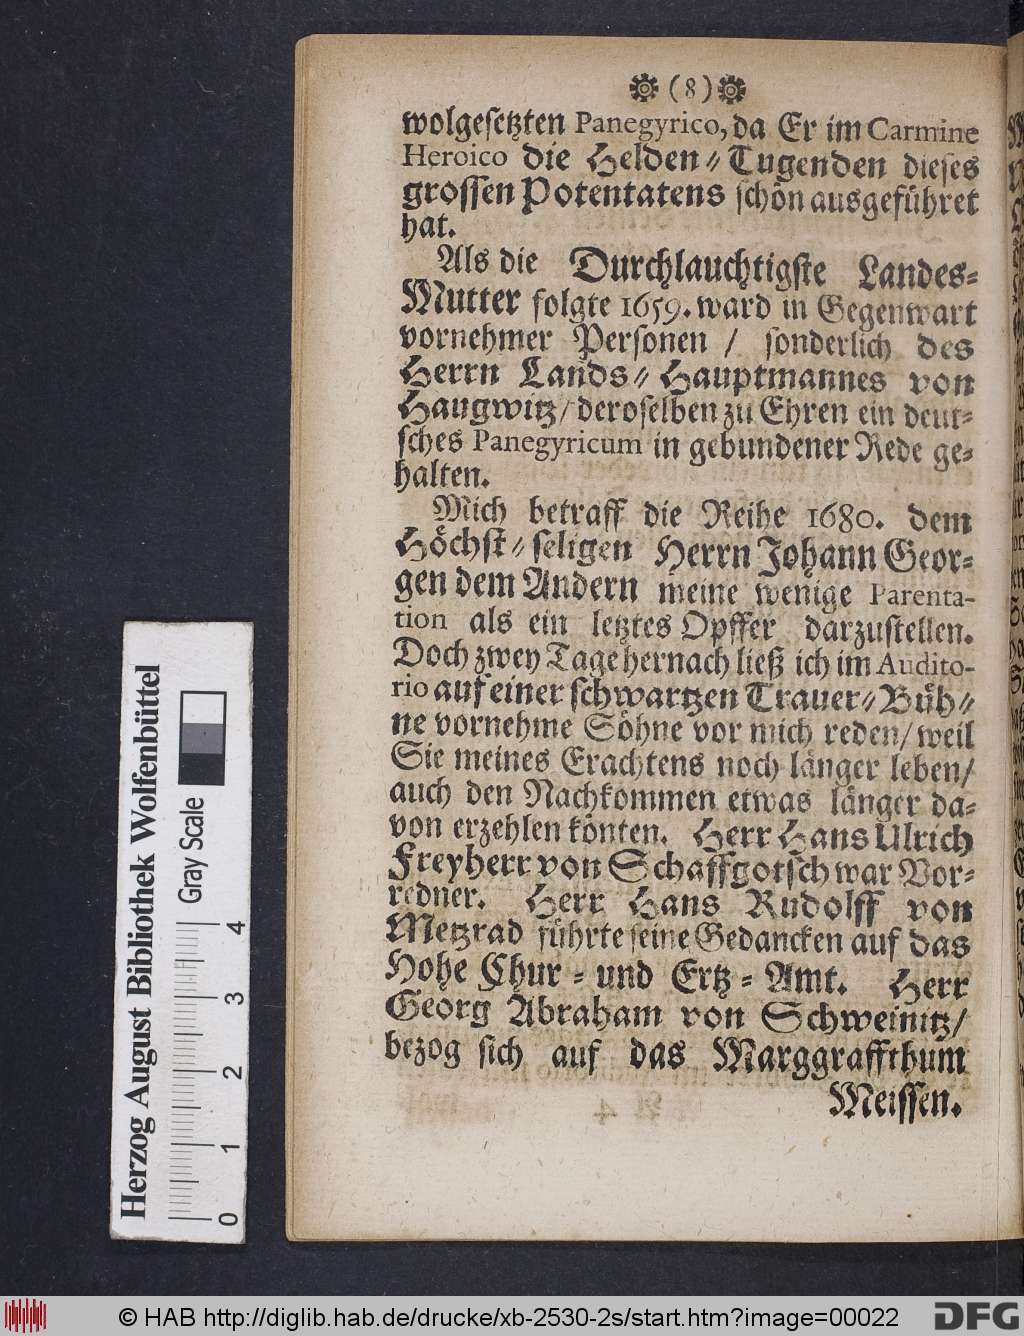 (8)
wolgesetzten Panegyrico, da Er im Carmine
Heroico die Helden-Tugenden dieses
grossen Potentatens schön ausgeführet
hat.
Als die Durchlauchtigste Landes-
Mutter folgte 1659. ward in Gegenwart
vornehmer Personen / sonderlich des
Herrn Lands-Hauptmannes von
Haugwitz / deroselben zu Ehren ein deut-
sches Panegyricum in gebundener Rede ge-
halten.
Mich betraff die Reihe 1680. dem
Höchst-seligen Herrn Johann Geor-
gen dem Andern meine wenige Parenta-
tion als ein letztes Opffer darzustellen.
Doch zwey Tage hernach ließ ich im Audito-
rio auf einer schwartzen Trauer-Büh-
ne vornehme Söhne vor mich reden / weil
Sie meines Erachtens noch länger leben /
auch den Nachkommen etwas länger da-
von erzehlen könten. Herr Hans Ulrich
Freyherr von Schaffgotsch war Vor-
redner. Herr Hans Rudolff von
Metzrad führte seine Gedancken auf das
Hohe Chur- und Ertz-Amt. Herr
Georg Abraham von Schweinitz /
bezog sich auf das Marggraffthum
Meissen.
Herzog August Bibliothek Wolfenbüttel
Gray Scale
0 1 2 3 4
© HAB http://diglib.hab.de/drucke/xb-2530-2s/start.htm?image=00022
DFG